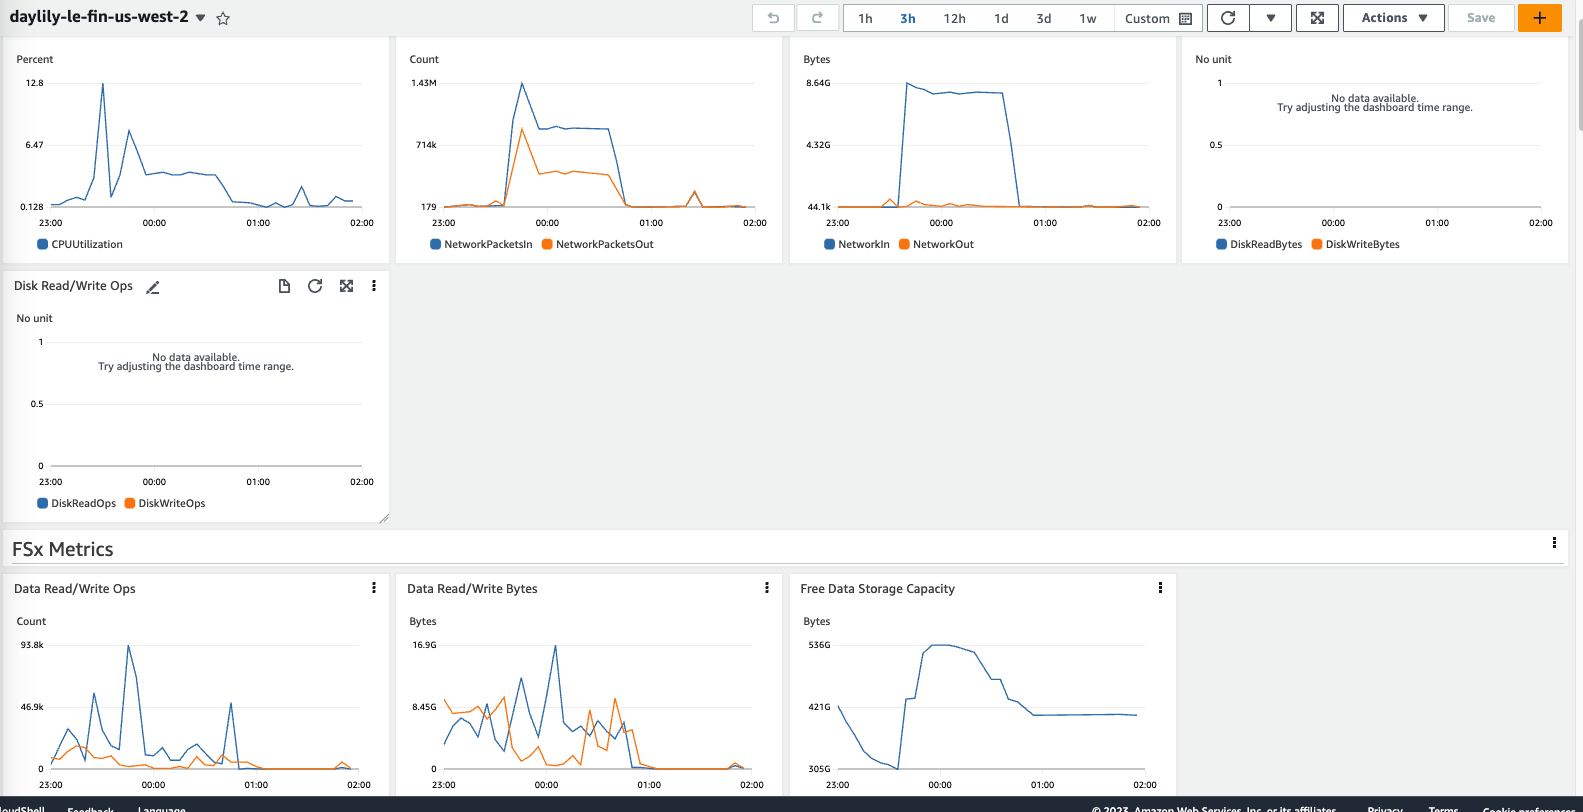 daylily-le-fin-us-west-2
1h 3h 12h 1d 3d 1w Custom Actions Save
Percent
12.8
6.47
0.128
23:00 00:00 01:00 02:00
CPUUtilization
Count
1.43M
714k
179
23:00 00:00 01:00 02:00
NetworkPacketsIn NetworkPacketsOut
Bytes
8.64G
4.32G
44.1k
23:00 00:00 01:00 02:00
NetworkIn NetworkOut
No unit
1
No data available.
Try adjusting the dashboard time range.
0.5
0
23:00 00:00 01:00 02:00
DiskReadBytes DiskWriteBytes
Disk Read/Write Ops
No unit
1
No data available.
Try adjusting the dashboard time range.
0.5
0
23:00 00:00 01:00 02:00
DiskReadOps DiskWriteOps
FSx Metrics
Data Read/Write Ops
Count
93.8k
46.9k
0
23:00 00:00 01:00 02:00
Data Read/Write Bytes
Bytes
16.9G
8.45G
0
23:00 00:00 01:00 02:00
Free Data Storage Capacity
Bytes
536G
421G
305G
23:00 00:00 01:00 02:00
loudShell Feedback Language © 2023, Amazon Web Services, Inc. or its affiliates. Privacy Terms Cookie preferences